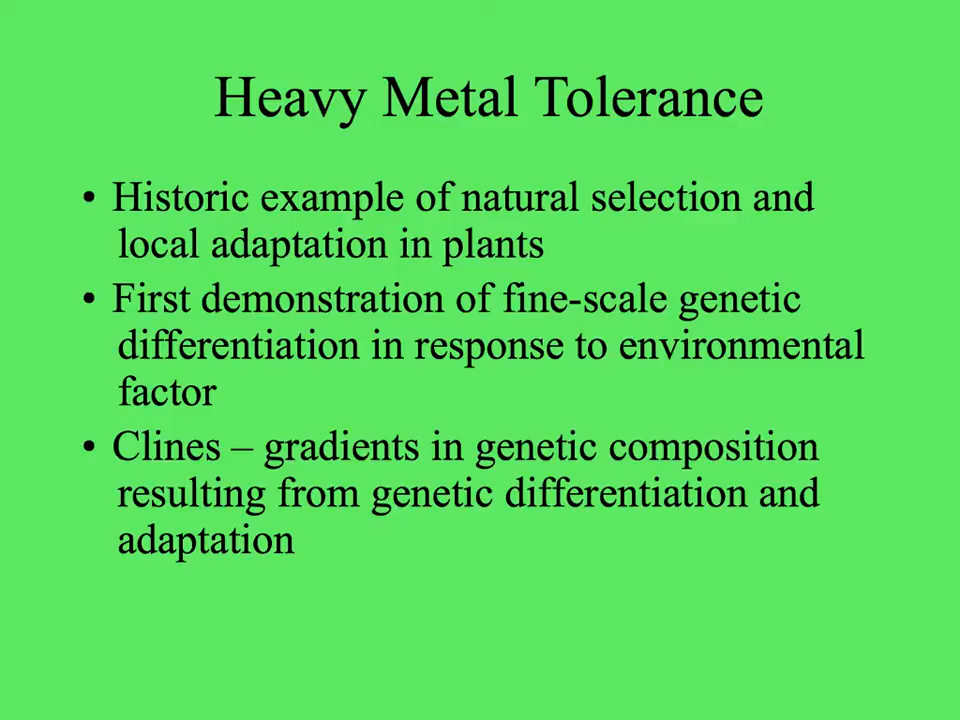 Heavy Metal Tolerance
• Historic example of natural selection and
local adaptation in plants
• First demonstration of fine-scale genetic
differentiation in response to environmental
factor
• Clines – gradients in genetic composition
resulting from genetic differentiation and
adaptation